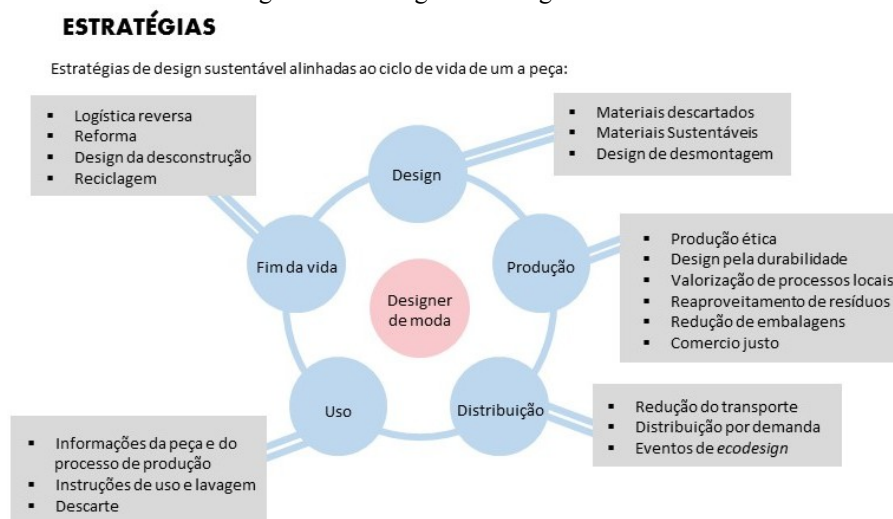 ESTRATÉGIAS
Estratégias de design sustentável alinhadas ao ciclo de vida de um a peça:
▪ Logística reversa
▪ Reforma
▪ Design da desconstrução
▪ Reciclagem
▪ Materiais descartados
▪ Materiais Sustentáveis
▪ Design de desmontagem
Design
Fim da vida
Produção
▪ Produção ética
▪ Design pela durabilidade
▪ Valorização de processos locais
▪ Reaproveitamento de resíduos
▪ Redução de embalagens
▪ Comercio justo
Designer
de moda
Uso
Distribuição
▪ Redução do transporte
▪ Distribuição por demanda
▪ Eventos de ecodesign
▪ Informações da peça e do
processo de produção
▪ Instruções de uso e lavagem
▪ Descarte